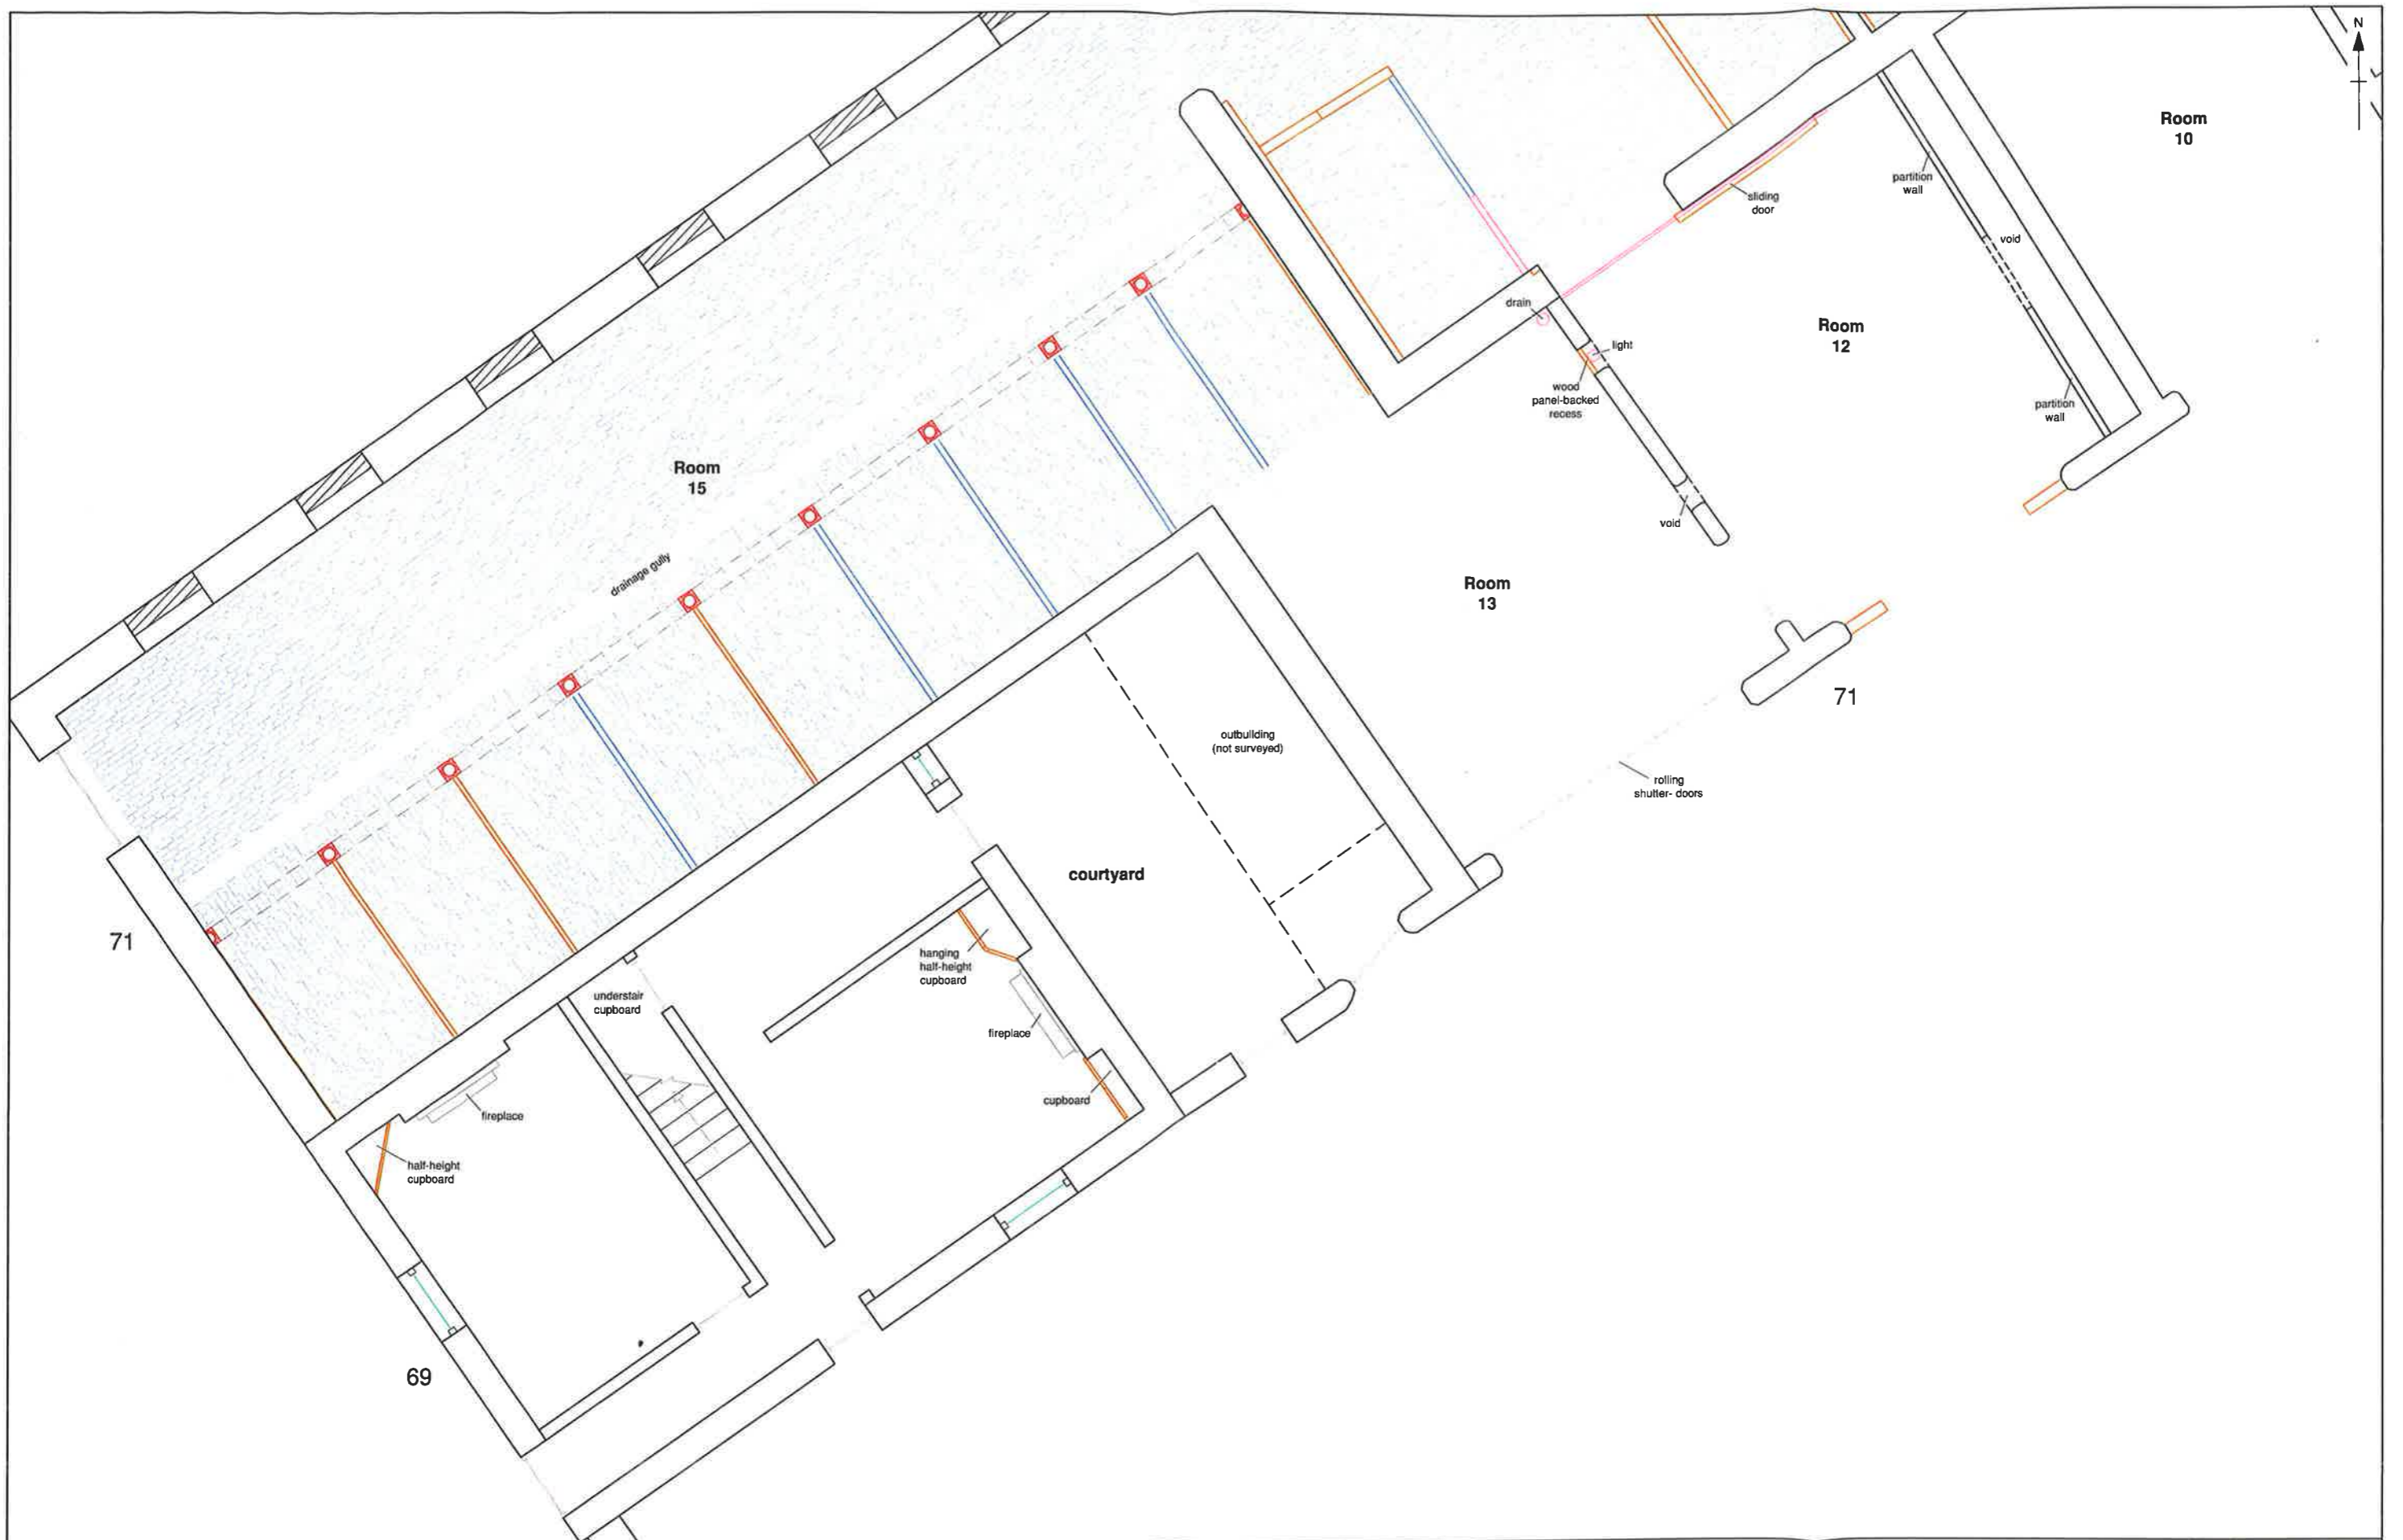 N
Room
10
partition
wall
sliding
door
void
drain
Room
12
light
wood
panel-backed
recess
partition
wall
Room
15
void
drainage gully
Room
13
71
outbuilding
(not surveyed)
rolling
shutter- doors
courtyard
71
hanging
half-height
cupboard
understair
cupboard
fireplace
cupboard
fireplace
half-height
cupboard
69